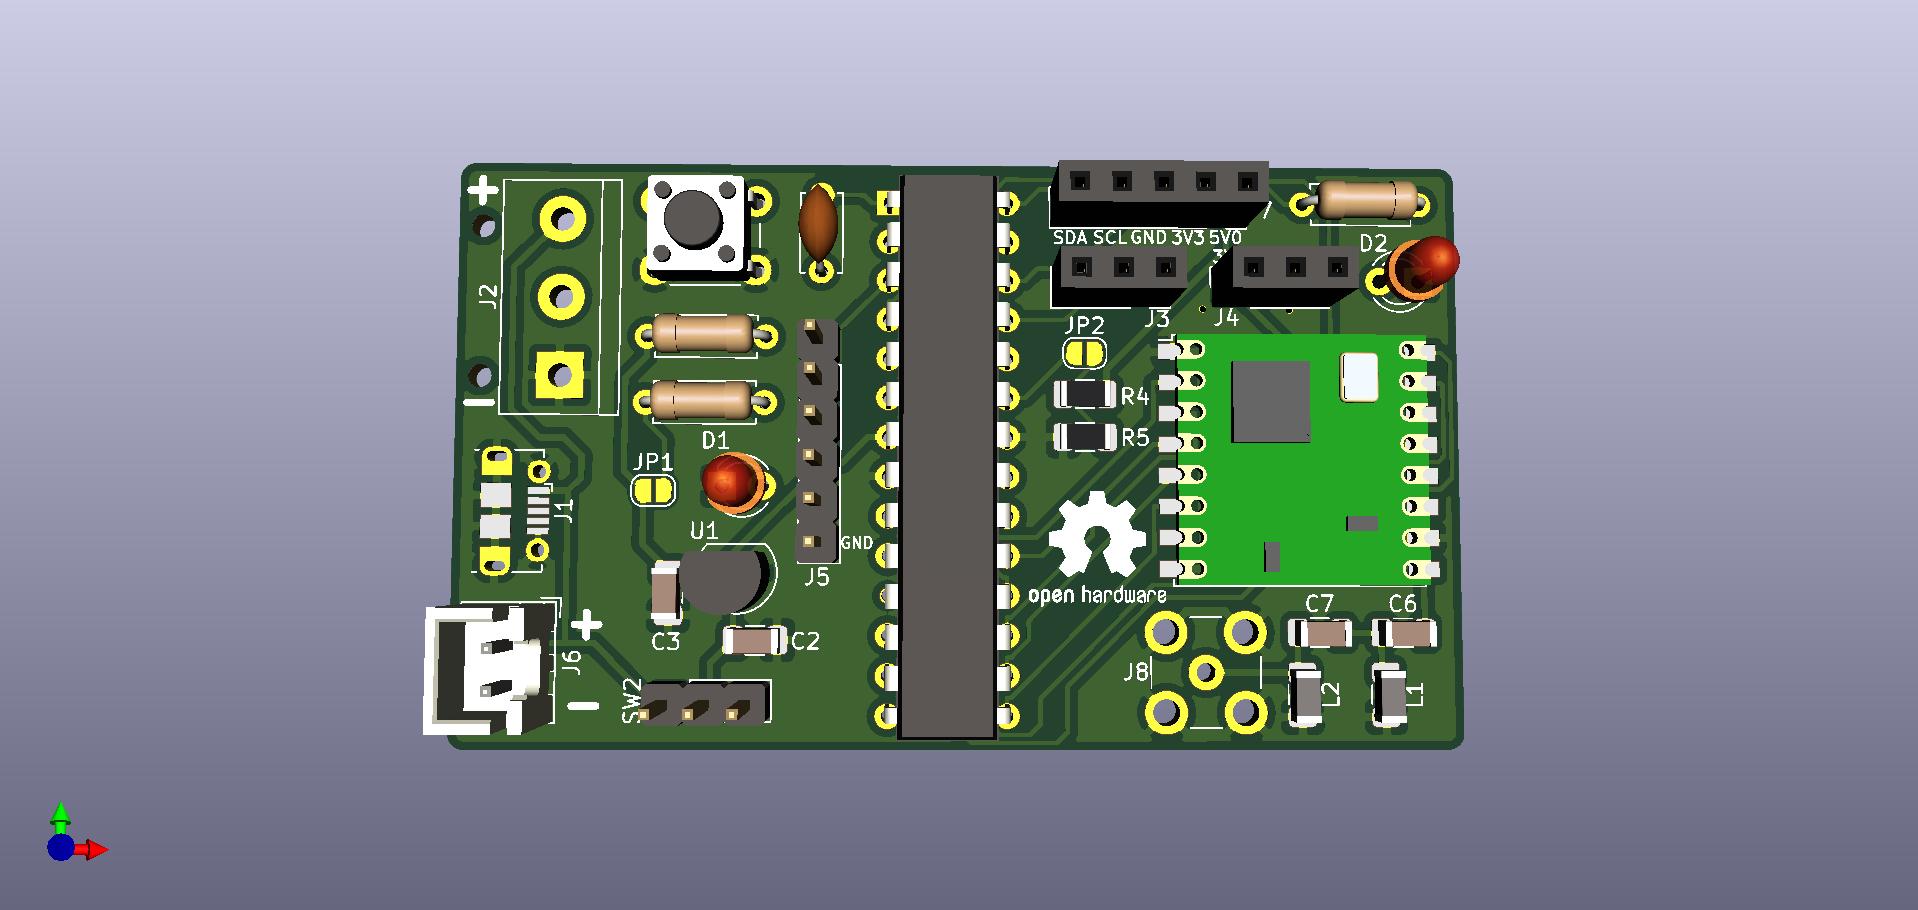 +
J2
−
SDA SCL GND 3V3 5V0
D2
J3
J4
JP2
R4
R5
D1
JP1
J1
U1
GND
J5
open hardware
C3
C2
+
J6
−
SW2
C7
C6
J8
L2
L1